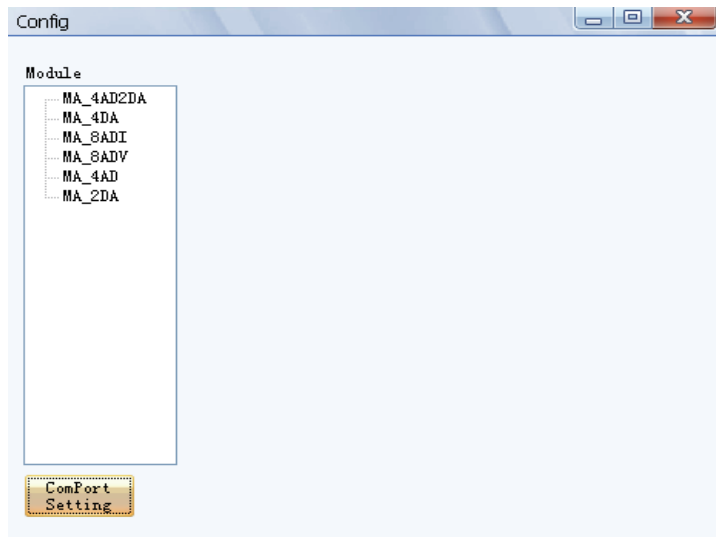 Config
Module
MA_4AD2DA
MA_4DA
MA_8ADI
MA_8ADV
MA_4AD
MA_2DA
ComPort
Setting